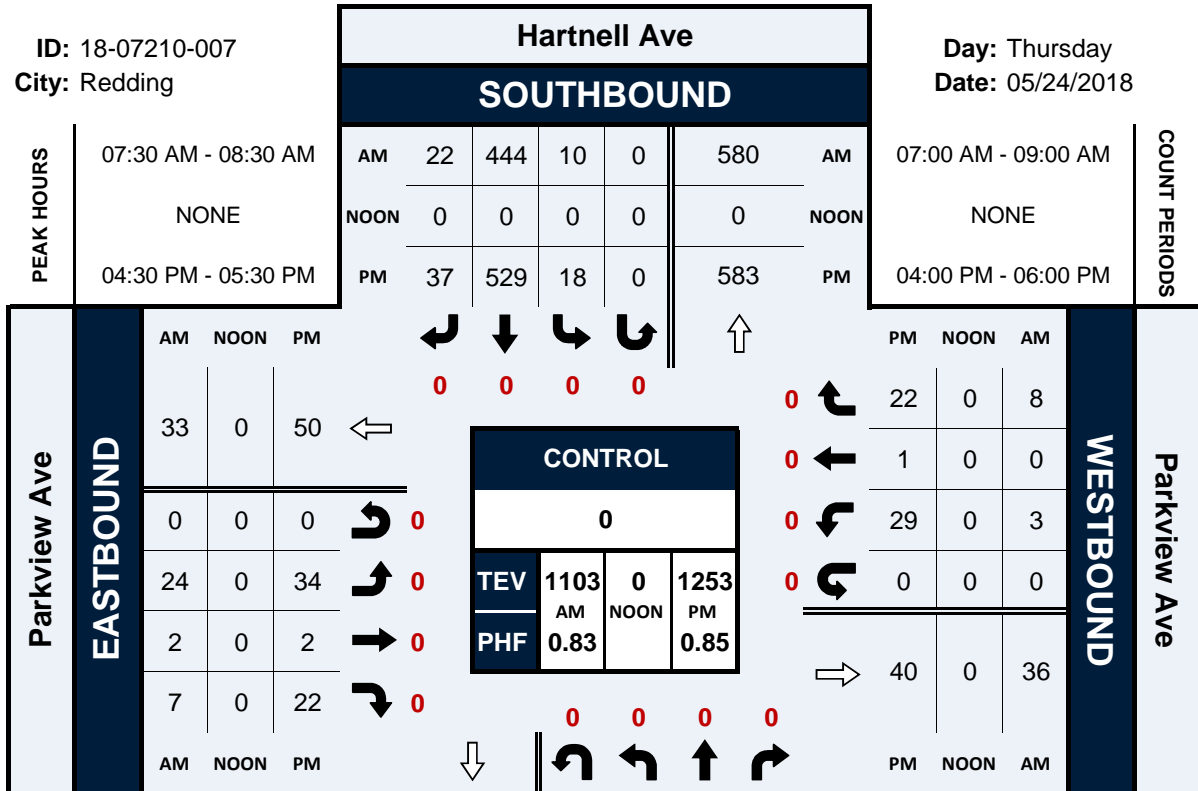 Hartnell Ave
ID: 18-07210-007
Day: Thursday
City: Redding
Date: 05/24/2018
SOUTHBOUND
PEAK HOURS
07:30 AM - 08:30 AM
AM 22 444 10 0 580 AM
07:00 AM - 09:00 AM
COUNT PERIODS
NONE
NOON 0 0 0 0 0 NOON
NONE
04:30 PM - 05:30 PM
PM 37 529 18 0 583 PM
04:00 PM - 06:00 PM
Parkview Ave
EASTBOUND
AM NOON PM
33 0 50
0 0 0 0
24 0 34 0
2 0 2 0
7 0 22 0
AM NOON PM
0 0 0 0
CONTROL
0
TEV 1103 0 1253
AM NOON PM
PHF 0.83 0.85
0 0 0 0
PM NOON AM
0 22 0 8
0 1 0 0
0 29 0 3
0 0 0 0
40 0 36
PM NOON AM
WESTBOUND
Parkview Ave